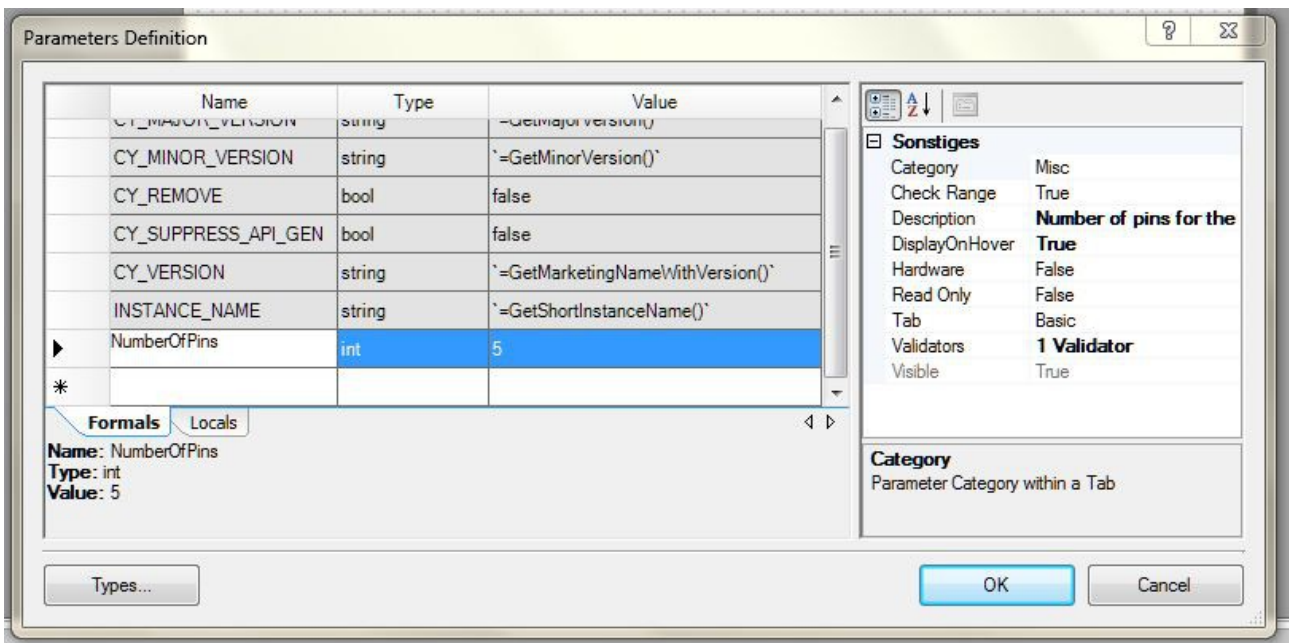 Parameters Definition
Name Type Value
CY_MAJOR_VERSION string `=GetMajorVersion()`
CY_MINOR_VERSION string `=GetMinorVersion()`
CY_REMOVE bool false
CY_SUPPRESS_API_GEN bool false
CY_VERSION string `=GetMarketingNameWithVersion()`
INSTANCE_NAME string `=GetShortInstanceName()`
NumberOfPins int 5
Formals Locals
Name: NumberOfPins
Type: int
Value: 5
Sonstiges
Category Misc
Check Range True
Description Number of pins for the
DisplayOnHover True
Hardware False
Read Only False
Tab Basic
Validators 1 Validator
Visible True
Category
Parameter Category within a Tab
Types...
OK
Cancel